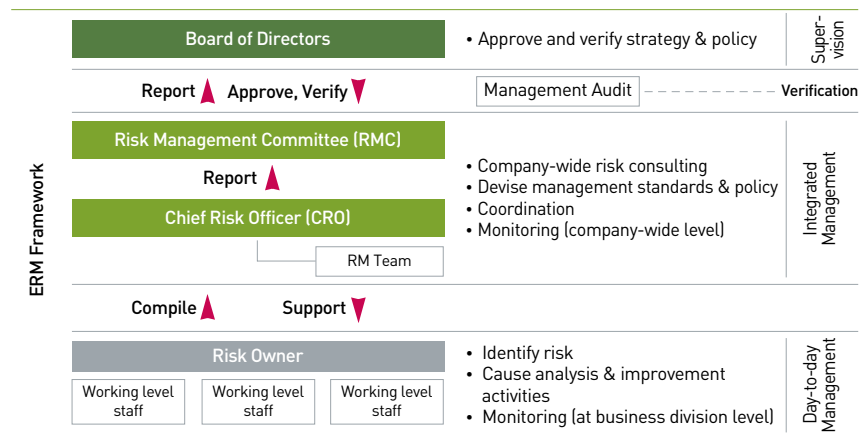 Board of Directors
• Approve and verify strategy & policy
Super-
vision
Report
Approve, Verify
Management Audit
Verification
ERM Framework
Risk Management Committee (RMC)
Report
Chief Risk Officer (CRO)
RM Team
• Company-wide risk consulting
• Devise management standards & policy
• Coordination
• Monitoring (company-wide level)
Integrated
Management
Compile
Support
Risk Owner
Working level
staff
Working level
staff
Working level
staff
• Identify risk
• Cause analysis & improvement
activities
• Monitoring (at business division level)
Day-to-day
Management